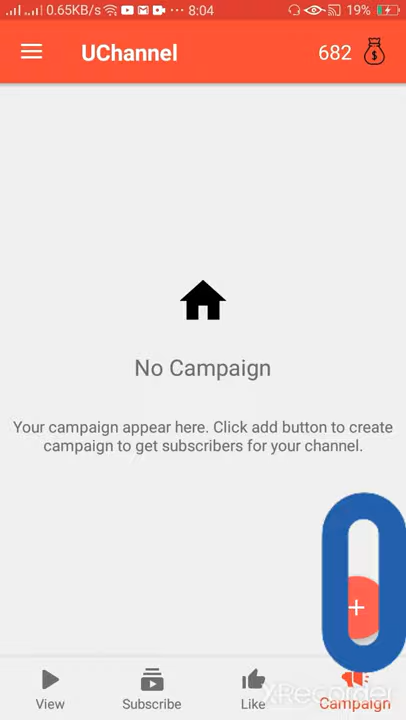 0.65KB/s ... 8:04 19%
UChannel 682
No Campaign
Your campaign appear here. Click add button to create
campaign to get subscribers for your channel.
+
View Subscribe Like Campaign
XRecorder